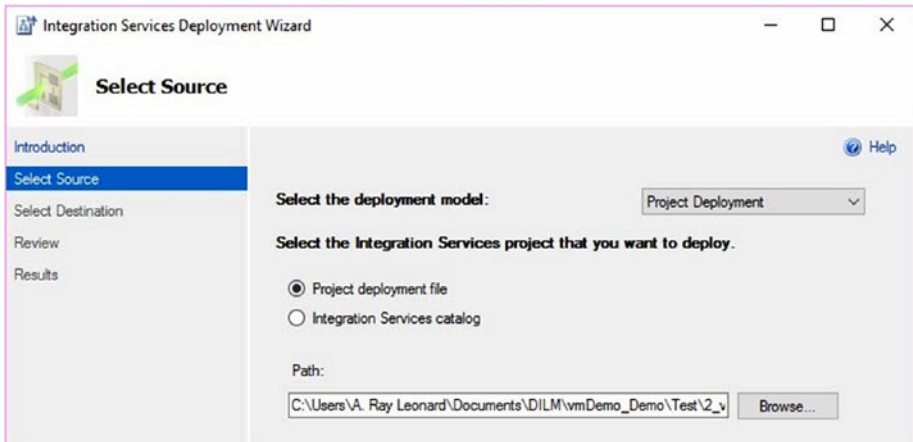 Integration Services Deployment Wizard
Select Source
Introduction
Help
Select Source
Select the deployment model: Project Deployment
Select Destination
Review
Select the Integration Services project that you want to deploy.
Results
Project deployment file
Integration Services catalog
Path:
C:\Users\A. Ray Leonard\Documents\DILM\vmDemo_Demo\Test\2_v Browse...